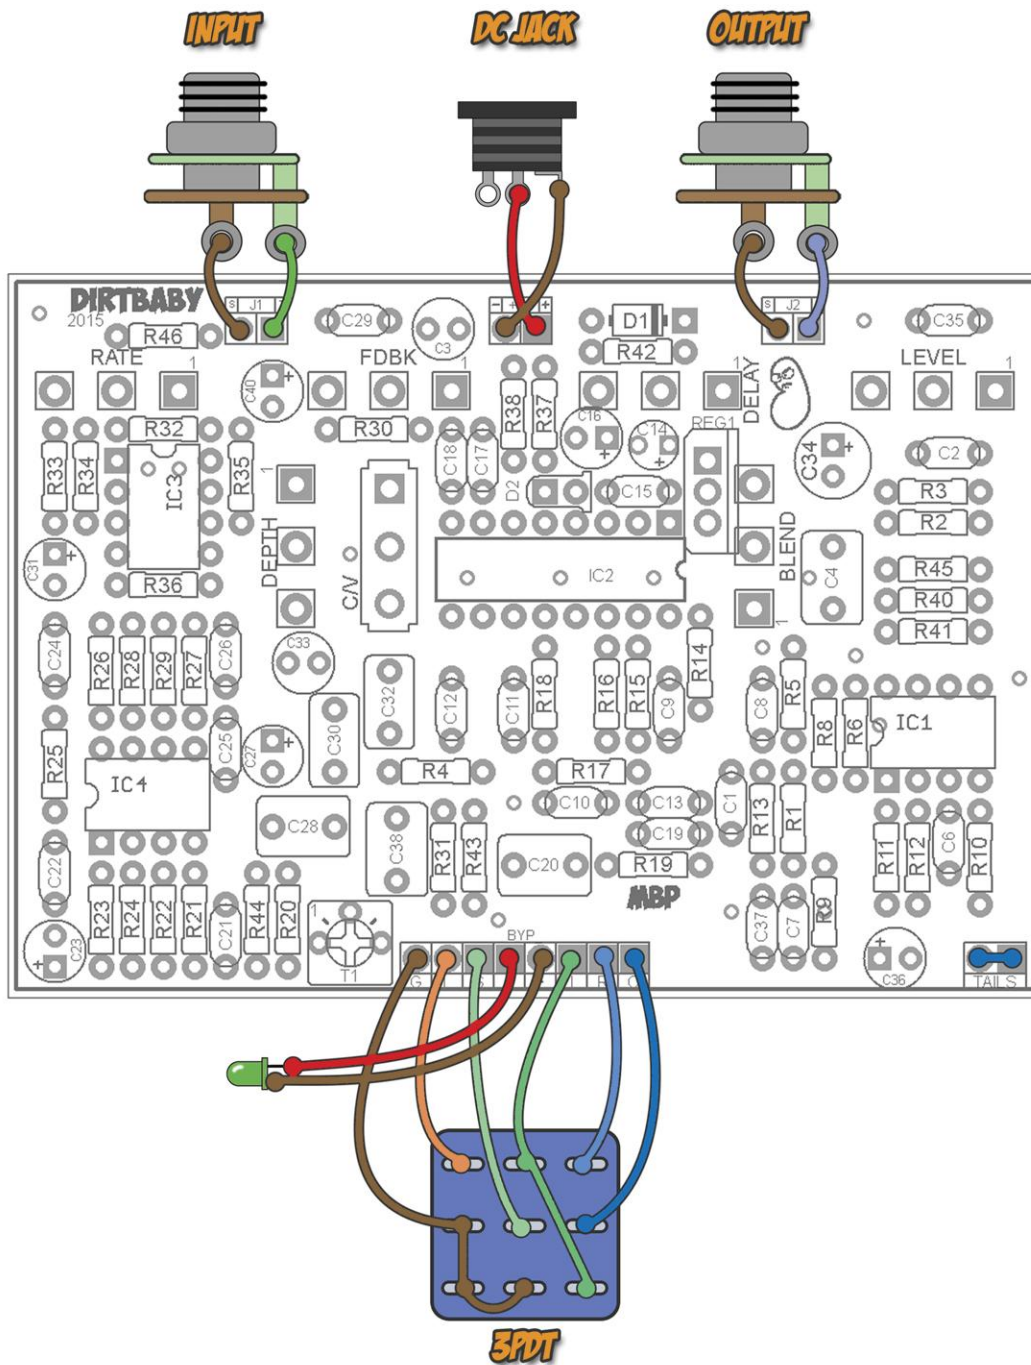 INPUT
DC JACK
OUTPUT
DIRTBABY
2015
S J1
- + +
S J2
R46
C29
C3
D1
C35
R42
RATE 1
FDBK 1
DELAY 1
LEVEL 1
C40
R38
R37
C16
C14
REG1
C34
R32
R30
C2
R33
R34
R35
IC3
C18
C17
D2
C15
R3
R2
1
DEPTH
C/V
IC2
BLEND
1
C4
C31
R36
R45
R40
R41
C24
R26
R28
R29
R27
C26
C33
C32
C12
C11
R18
R16
R15
C9
R14
C8
R5
R8
R6
IC1
R25
C25
C27
C30
R4
R17
IC4
C28
C38
R31
R43
C10
C13
C19
C20
R19
MBP
C1
R13
R1
R11
R12
C6
R10
C22
C23
R23
R24
R22
R21
C21
R44
R20
1
T1
BYP
G
C37
C7
R9
C36
TAILS
3PDT